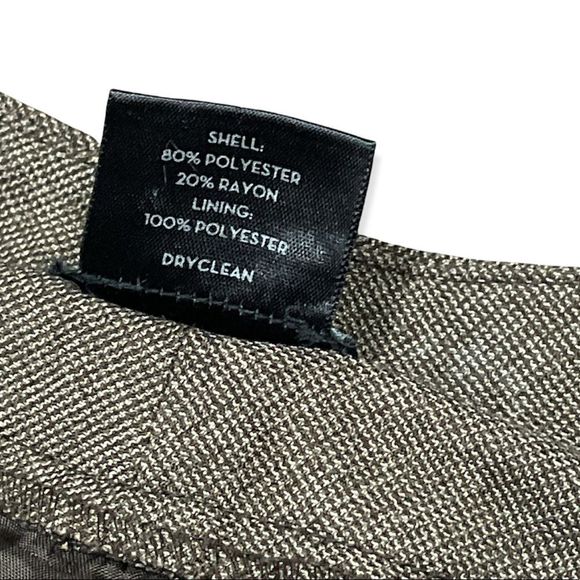 SHELL:
80% POLYESTER
20% RAYON
LINING:
100% POLYESTER
DRYCLEAN